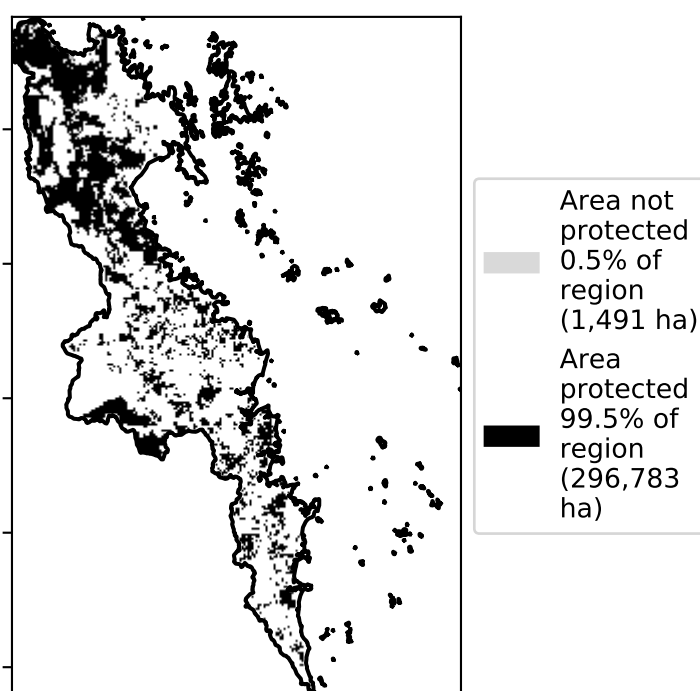 Area not
protected
0.5% of
region
(1,491 ha)
Area
protected
99.5% of
region
(296,783
ha)